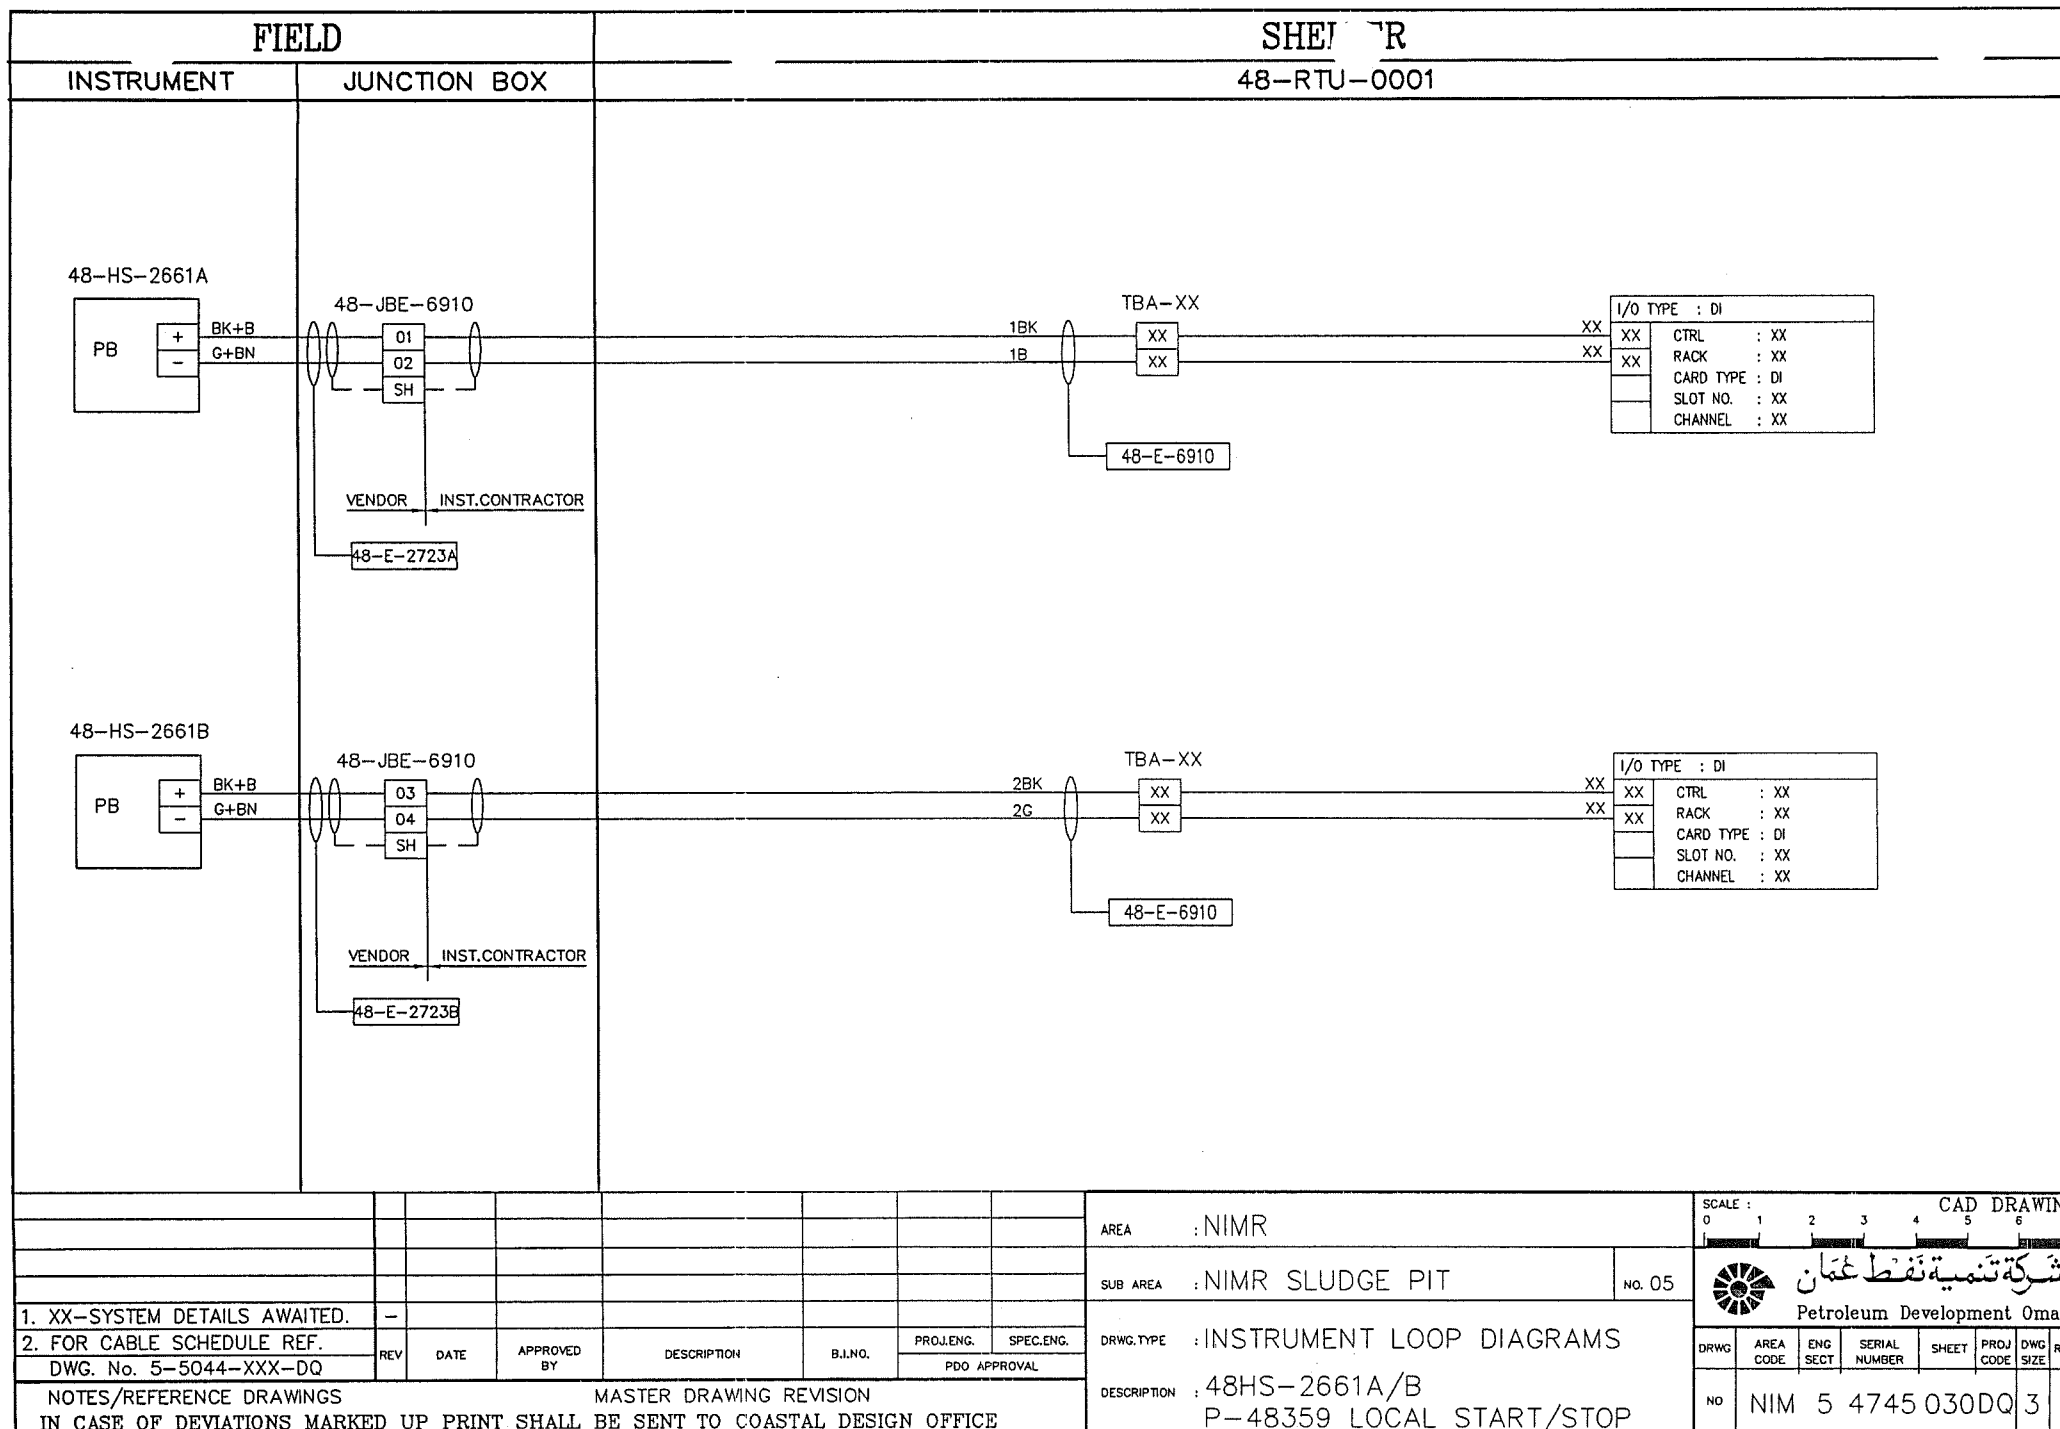 FIELD
R
INSTRUMENT
JUNCTION BOX
48-RTU-0001
48-HS-2661A
PB
+
-
BK+B
G+BN
48-JBE-6910
01
02
SH
VENDOR
INST.CONTRACTOR
48-E-2723A
1BK
1B
TBA-XX
XX
XX
48-E-6910
XX
XX
I/O TYPE : DI
XX
XX
CTRL : XX
RACK : XX
CARD TYPE : DI
SLOT NO. : XX
CHANNEL : XX
48-HS-2661B
PB
+
-
BK+B
G+BN
48-JBE-6910
03
04
SH
VENDOR
INST.CONTRACTOR
48-E-2723B
2BK
2G
TBA-XX
XX
XX
48-E-6910
XX
XX
I/O TYPE : DI
XX
XX
CTRL : XX
RACK : XX
CARD TYPE : DI
SLOT NO. : XX
CHANNEL : XX
1. XX-SYSTEM DETAILS AWAITED.
2. FOR CABLE SCHEDULE REF.
DWG. No. 5-5044-XXX-DQ
-
REV
DATE
APPROVED BY
DESCRIPTION
B.I.NO.
PROJ.ENG.
SPEC.ENG.
PDO APPROVAL
NOTES/REFERENCE DRAWINGS
MASTER DRAWING REVISION
IN CASE OF DEVIATIONS MARKED UP PRINT SHALL BE SENT TO COASTAL DESIGN OFFICE
AREA : NIMR
SUB AREA : NIMR SLUDGE PIT
NO. 05
DRWG.TYPE : INSTRUMENT LOOP DIAGRAMS
DESCRIPTION : 48HS-2661A/B
P-48359 LOCAL START/STOP
SCALE :
CAD
0 1 2 3 4 5 6
شركة تنمية نفط عُمان
Petroleum Development
DRWG
AREA CODE
ENG SECT
SERIAL NUMBER
SHEET
PROJ CODE
DWG SIZE
NO
NIM 5 4745 030 DQ 3